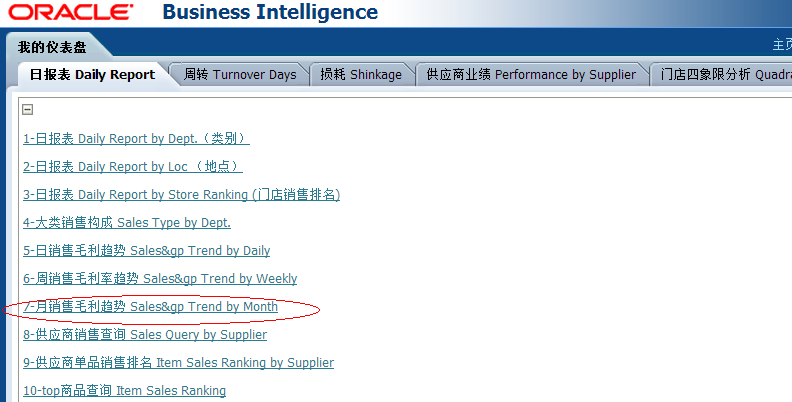 ORACLE Business Intelligence
我的仪表盘
主页
日报表 Daily Report 周转 Turnover Days 损耗 Shinkage 供应商业绩 Performance by Supplier 门店四象限分析 Quadra
1-日报表 Daily Report by Dept.（类别）
2-日报表 Daily Report by Loc （地点）
3-日报表 Daily Report by Store Ranking (门店销售排名)
4-大类销售构成 Sales Type by Dept.
5-日销售毛利趋势 Sales&gp Trend by Daily
6-周销售毛利率趋势 Sales&gp Trend by Weekly
7-月销售毛利趋势 Sales&gp Trend by Month
8-供应商销售查询 Sales Query by Supplier
9-供应商单品销售排名 Item Sales Ranking by Supplier
10-top商品查询 Item Sales Ranking